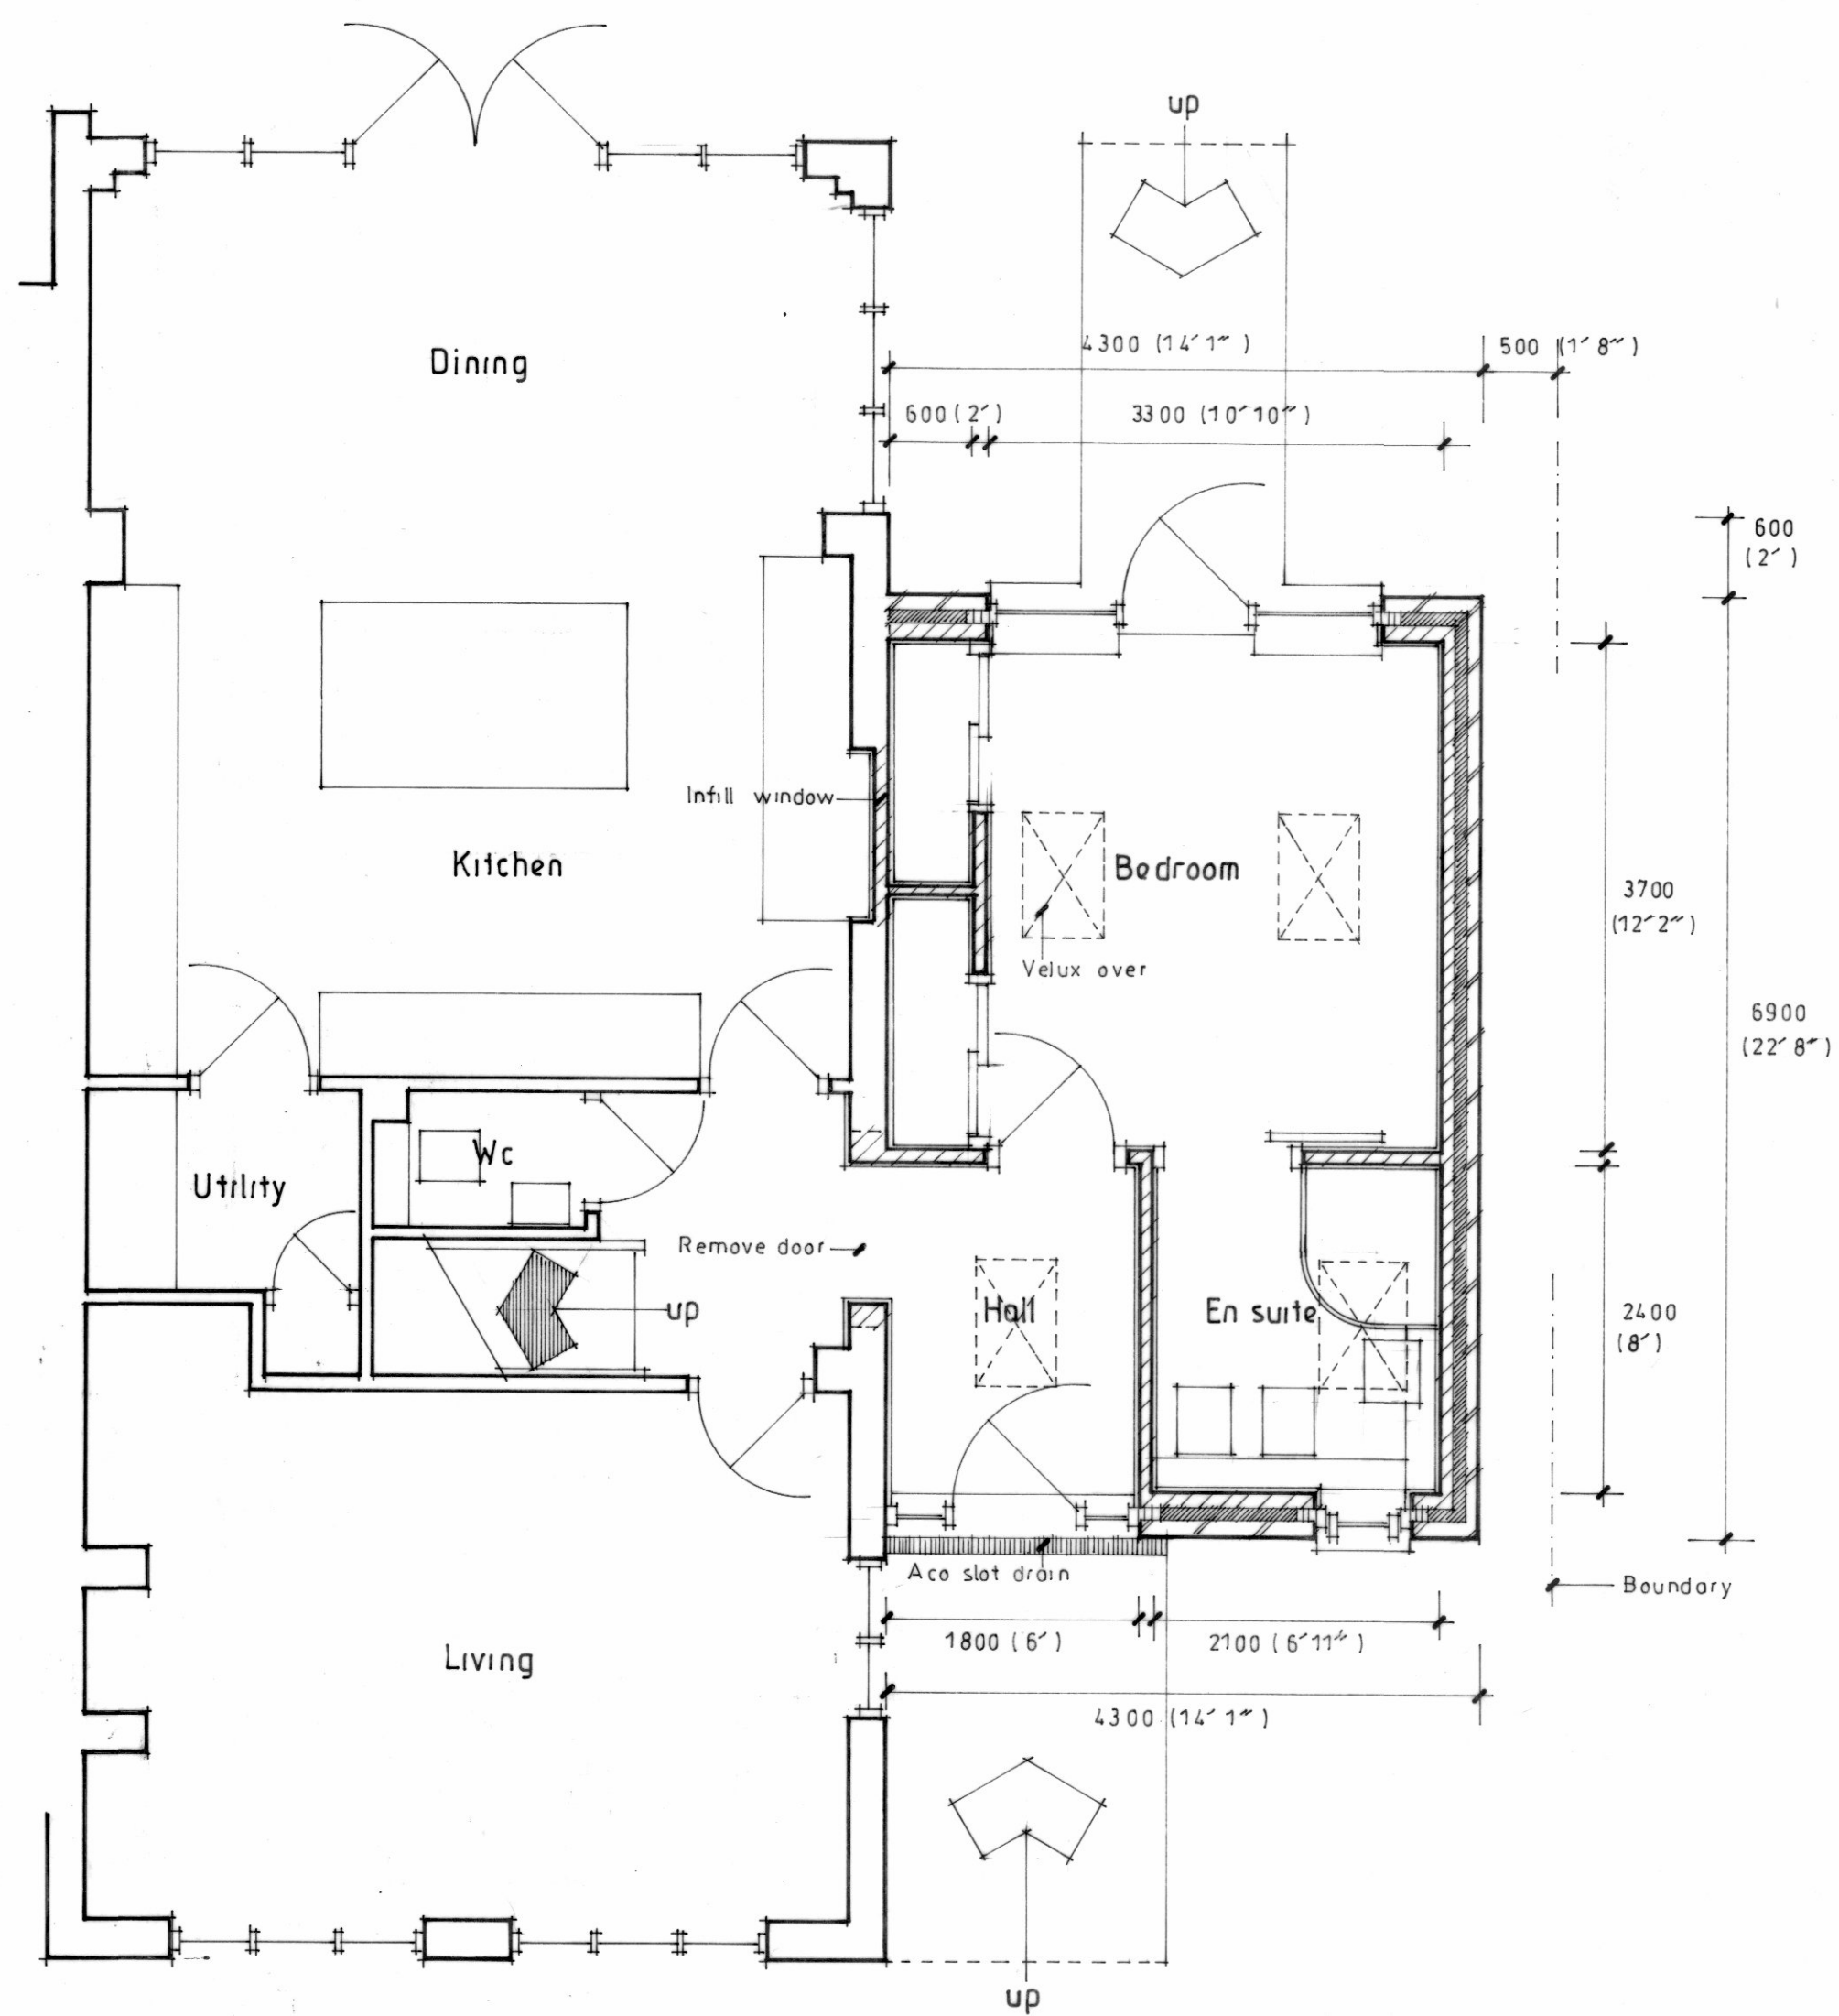 up
Dining
4300 (14´1˝)
500 (1´8˝)
600 (2´)
3300 (10´10˝)
600
(2´)
Infill window
Kitchen
Bedroom
3700
(12´2˝)
Velux over
6900
(22´8˝)
Wc
Utility
Remove door
up
Hall
En suite
2400
(8´)
Aco slot drain
Boundary
1800 (6´)
2100 (6´11˝)
Living
4300 (14´1˝)
up